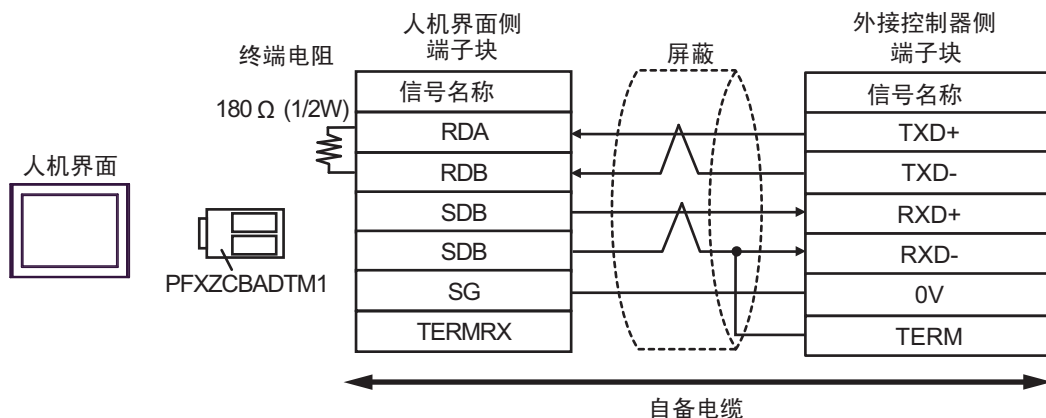 人机界面侧
端子块
外接控制器侧
端子块
终端电阻
屏蔽
180 Ω (1/2W)
人机界面
PFXZCBADTM1
信号名称
RDA
RDB
SDB
SDB
SG
TERMRX
信号名称
TXD+
TXD-
RXD+
RXD-
0V
TERM
自备电缆